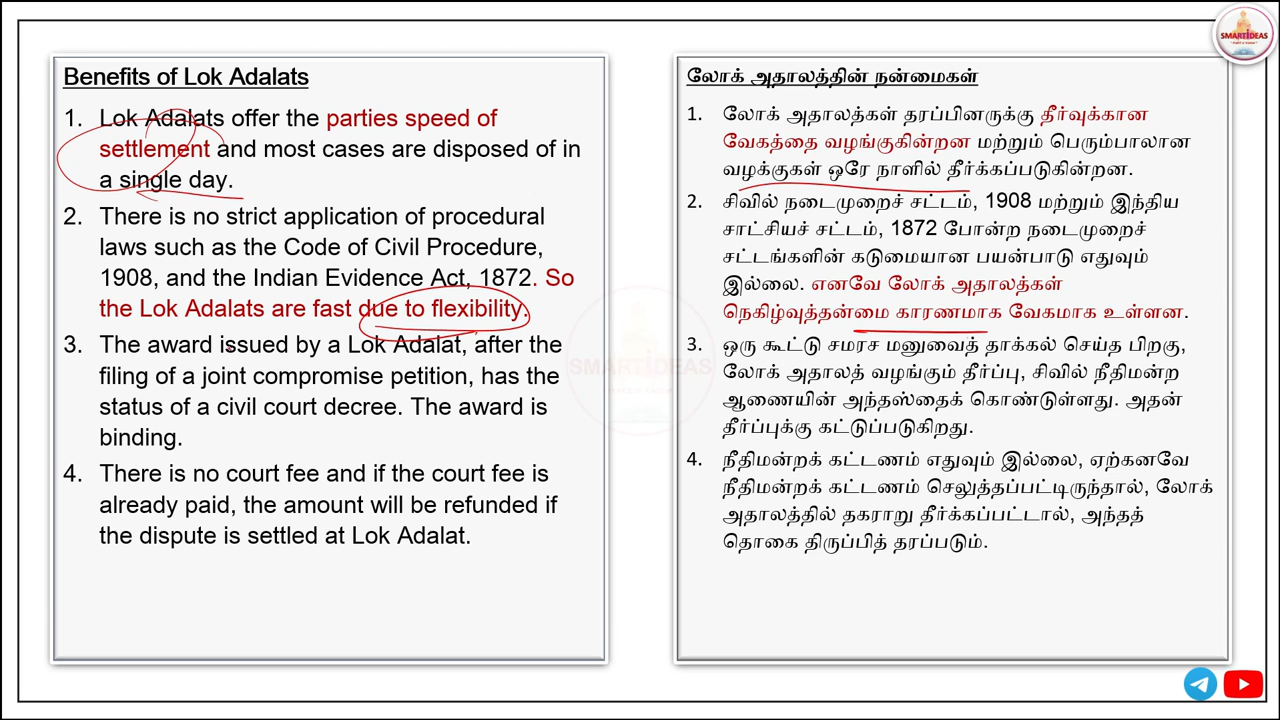 SMARTIDEAS
Benefits of Lok Adalats
1. Lok Adalats offer the parties speed of
settlement and most cases are disposed of in
a single day.
2. There is no strict application of procedural
laws such as the Code of Civil Procedure,
1908, and the Indian Evidence Act, 1872. So
the Lok Adalats are fast due to flexibility.
3. The award issued by a Lok Adalat, after the
filing of a joint compromise petition, has the
status of a civil court decree. The award is
binding.
4. There is no court fee and if the court fee is
already paid, the amount will be refunded if
the dispute is settled at Lok Adalat.
SMARTIDEAS
லோக் அதாலத்தின் நன்மைகள்
1. லோக் அதாலத்கள் தரப்பினருக்கு தீர்வுக்கான
வேகத்தை வழங்குகின்றன மற்றும் பெரும்பாலான
வழக்குகள் ஒரே நாளில் தீர்க்கப்படுகின்றன.
2. சிவில் நடைமுறைச் சட்டம், 1908 மற்றும் இந்திய
சாட்சியச் சட்டம், 1872 போன்ற நடைமுறைச்
சட்டங்களின் கடுமையான பயன்பாடு எதுவும்
இல்லை. எனவே லோக் அதாலத்கள்
நெகிழ்வுத்தன்மை காரணமாக வேகமாக உள்ளன.
3. ஒரு கூட்டு சமரச மனுவைத் தாக்கல் செய்த பிறகு,
லோக் அதாலத் வழங்கும் தீர்ப்பு, சிவில் நீதிமன்ற
ஆணையின் அந்தஸ்தைக் கொண்டுள்ளது. அதன்
தீர்ப்புக்கு கட்டுப்படுகிறது.
4. நீதிமன்றக் கட்டணம் எதுவும் இல்லை, ஏற்கனவே
நீதிமன்றக் கட்டணம் செலுத்தப்பட்டிருந்தால், லோக்
அதாலத்தில் தகராறு தீர்க்கப்பட்டால், அந்தத்
தொகை திருப்பித் தரப்படும்.